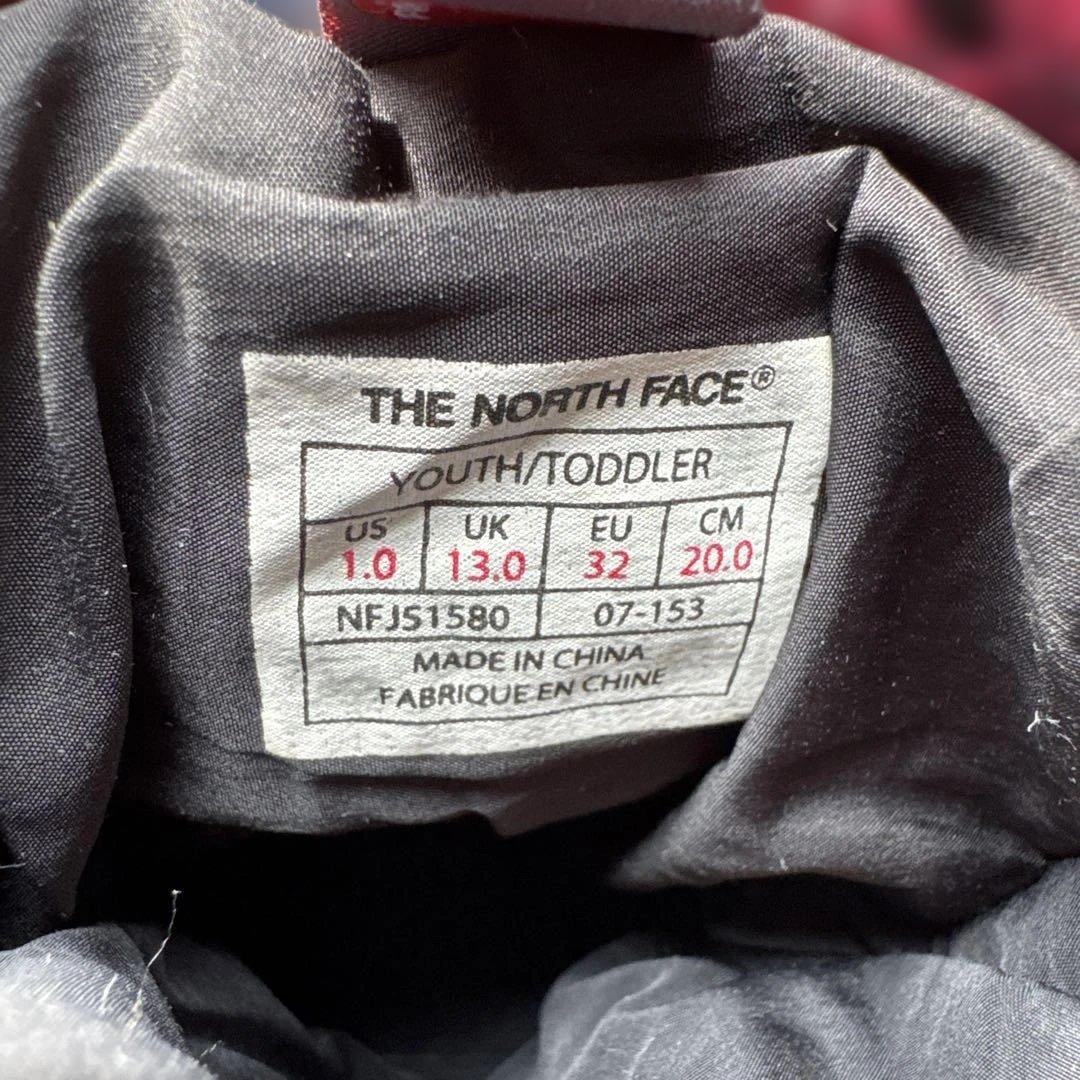 THE NORTH FACE®
YOUTH/TODDLER
US UK EU CM
1.0 13.0 32 20.0
NFJS1580 07-153
MADE IN CHINA
FABRIQUE EN CHINE